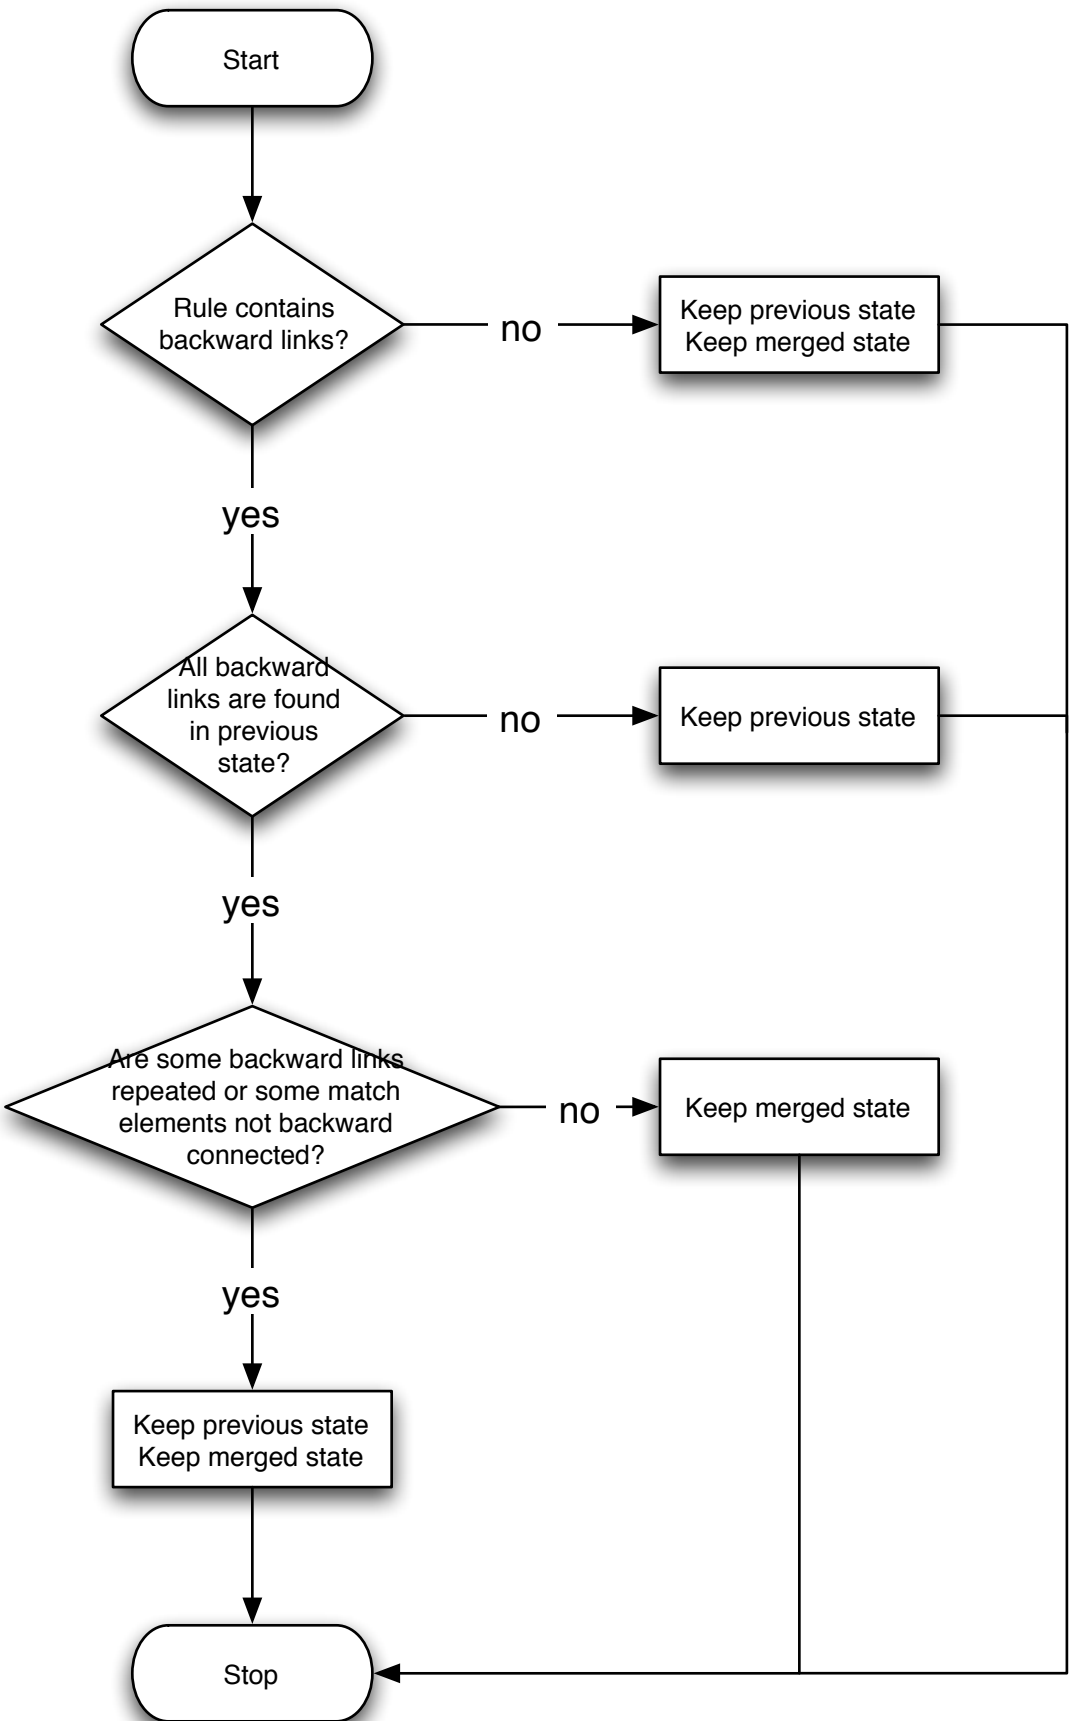 Start
Rule contains
backward links?
no
Keep previous state
Keep merged state
yes
All backward
links are found
in previous
state?
no
Keep previous state
yes
Are some backward links
repeated or some match
elements not backward
connected?
no
Keep merged state
yes
Keep previous state
Keep merged state
Stop